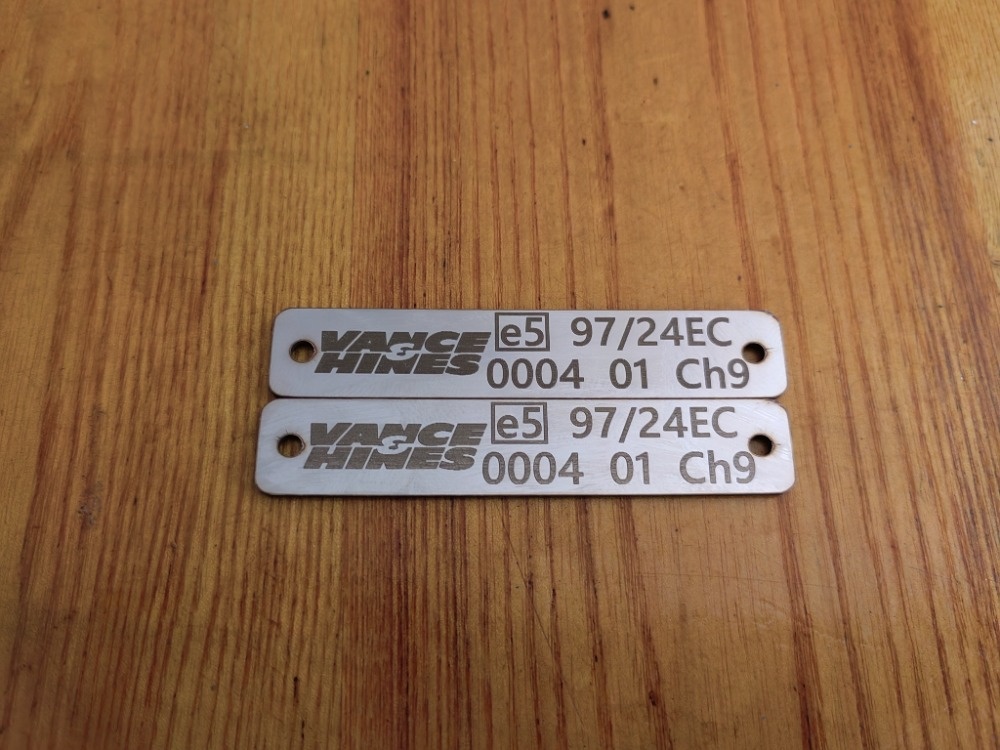 VANCE & HINES
e5 97/24EC
0004 01 Ch9
VANCE & HINES
e5 97/24EC
0004 01 Ch9